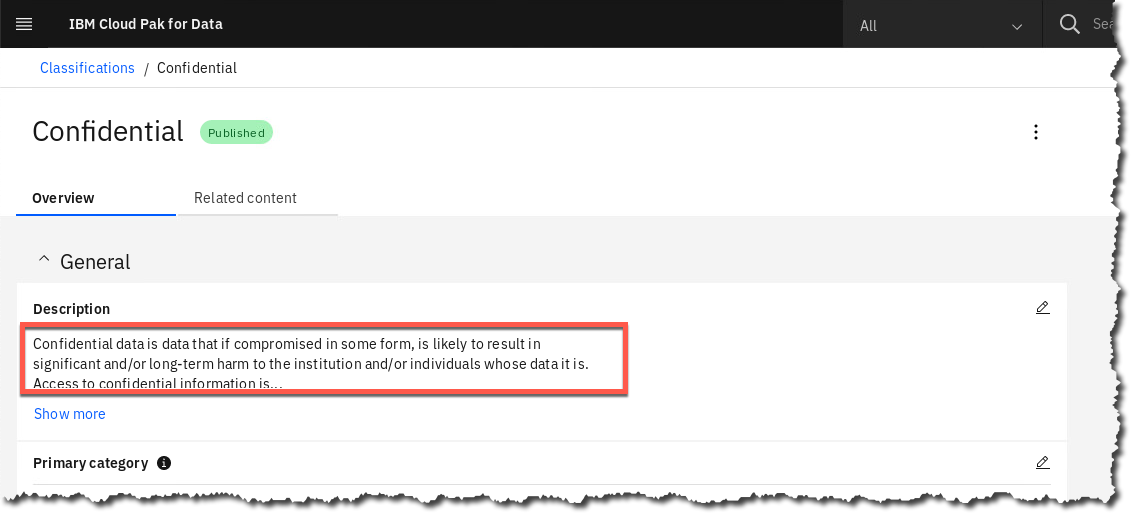 IBM Cloud Pak for Data
All
Sea
Classifications / Confidential
Confidential
Published
Overview
Related content
General
Description
Confidential data is data that if compromised in some form, is likely to result in
significant and/or long-term harm to the institution and/or individuals whose data it is.
Access to confidential information is...
Show more
Primary category